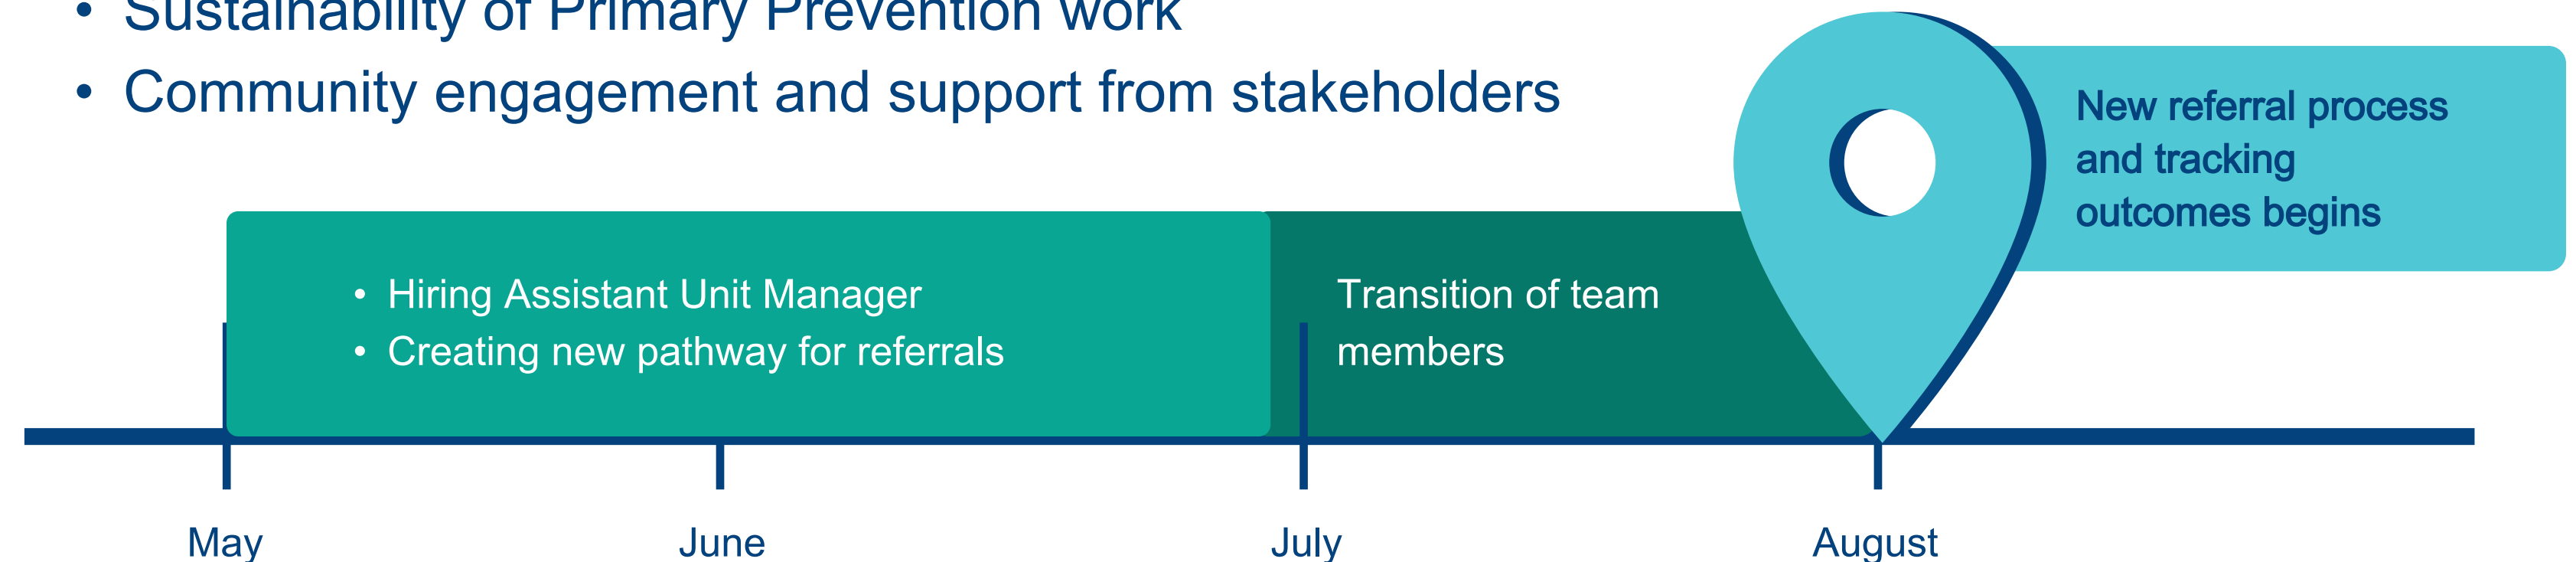 • Sustainability of Primary Prevention work
• Community engagement and support from stakeholders
New referral process
and tracking
outcomes begins
• Hiring Assistant Unit Manager
• Creating new pathway for referrals
Transition of team
members
May
June
July
August